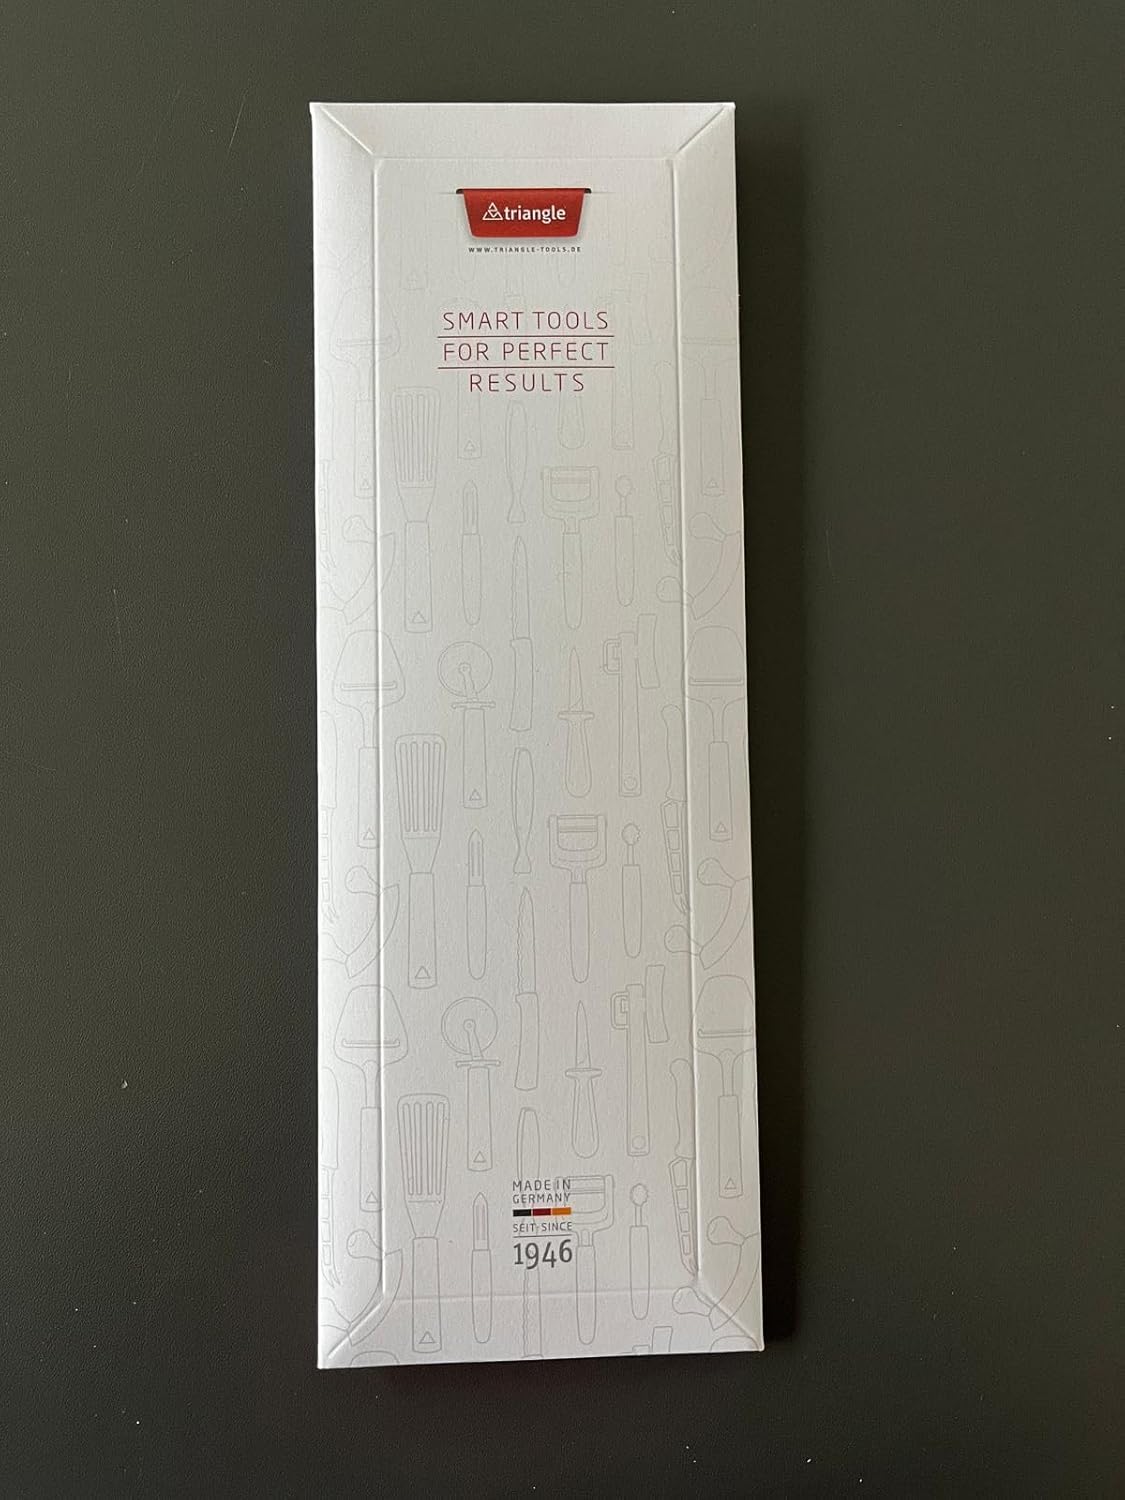 triangle
WWW.TRIANGLE-TOOLS.DE
SMART TOOLS
FOR PERFECT
RESULTS
MADE IN
GERMANY
SEIT·SINCE
1946